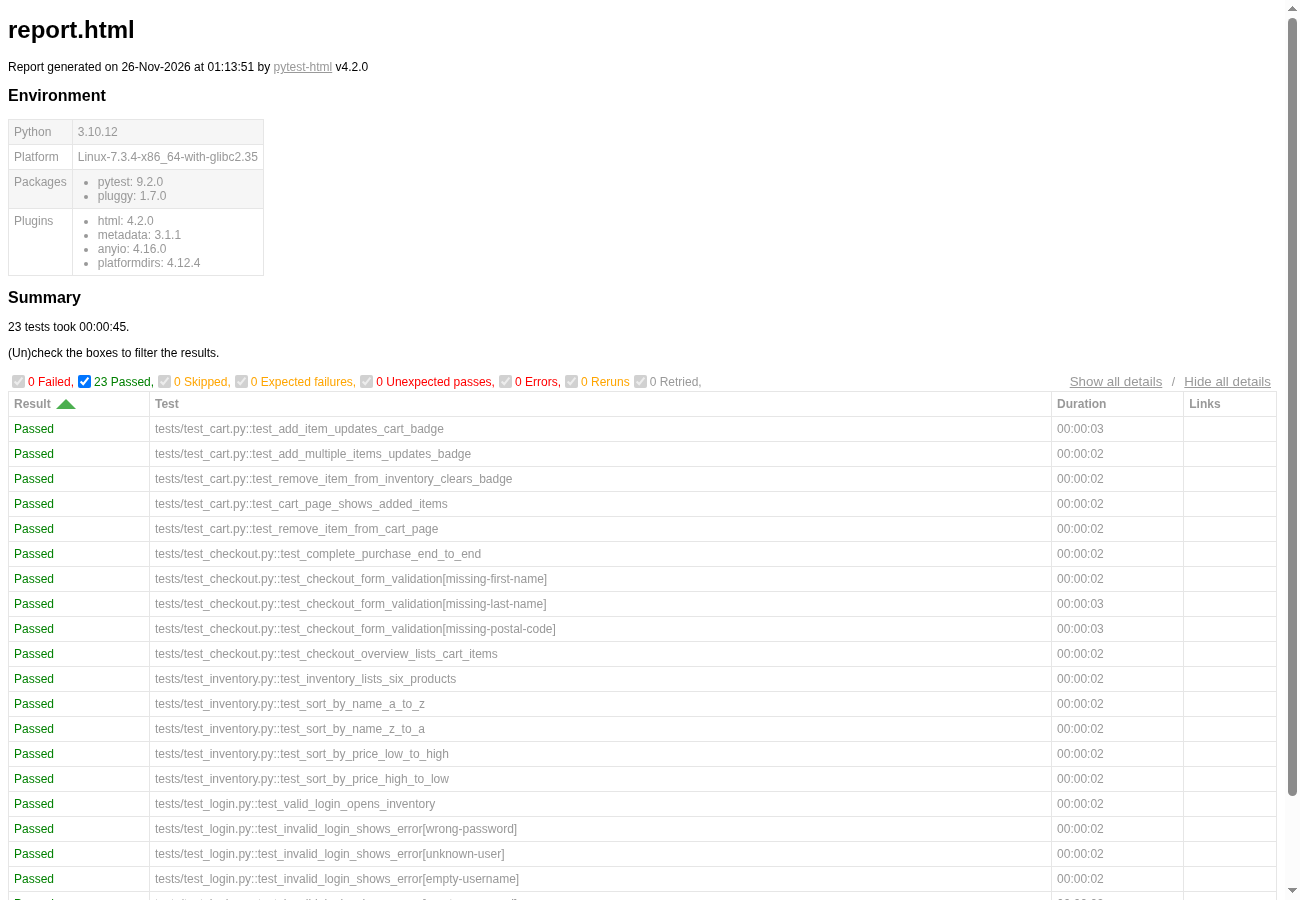 report.html
Report generated on 26-Nov-2026 at 01:13:51 by pytest-html v4.2.0
Environment
Python 3.10.12
Platform Linux-7.3.4-x86_64-with-glibc2.35
Packages
pytest: 9.2.0
pluggy: 1.7.0
Plugins
html: 4.2.0
metadata: 3.1.1
anyio: 4.16.0
platformdirs: 4.12.4
Summary
23 tests took 00:00:45.
(Un)check the boxes to filter the results.
0 Failed, 23 Passed, 0 Skipped, 0 Expected failures, 0 Unexpected passes, 0 Errors, 0 Reruns 0 Retried, Show all details / Hide all details
Result Test Duration Links
Passed tests/test_cart.py::test_add_item_updates_cart_badge 00:00:03
Passed tests/test_cart.py::test_add_multiple_items_updates_badge 00:00:02
Passed tests/test_cart.py::test_remove_item_from_inventory_clears_badge 00:00:02
Passed tests/test_cart.py::test_cart_page_shows_added_items 00:00:02
Passed tests/test_cart.py::test_remove_item_from_cart_page 00:00:02
Passed tests/test_checkout.py::test_complete_purchase_end_to_end 00:00:02
Passed tests/test_checkout.py::test_checkout_form_validation[missing-first-name] 00:00:02
Passed tests/test_checkout.py::test_checkout_form_validation[missing-last-name] 00:00:03
Passed tests/test_checkout.py::test_checkout_form_validation[missing-postal-code] 00:00:03
Passed tests/test_checkout.py::test_checkout_overview_lists_cart_items 00:00:02
Passed tests/test_inventory.py::test_inventory_lists_six_products 00:00:02
Passed tests/test_inventory.py::test_sort_by_name_a_to_z 00:00:02
Passed tests/test_inventory.py::test_sort_by_name_z_to_a 00:00:02
Passed tests/test_inventory.py::test_sort_by_price_low_to_high 00:00:02
Passed tests/test_inventory.py::test_sort_by_price_high_to_low 00:00:02
Passed tests/test_login.py::test_valid_login_opens_inventory 00:00:02
Passed tests/test_login.py::test_invalid_login_shows_error[wrong-password] 00:00:02
Passed tests/test_login.py::test_invalid_login_shows_error[unknown-user] 00:00:02
Passed tests/test_login.py::test_invalid_login_shows_error[empty-username] 00:00:02